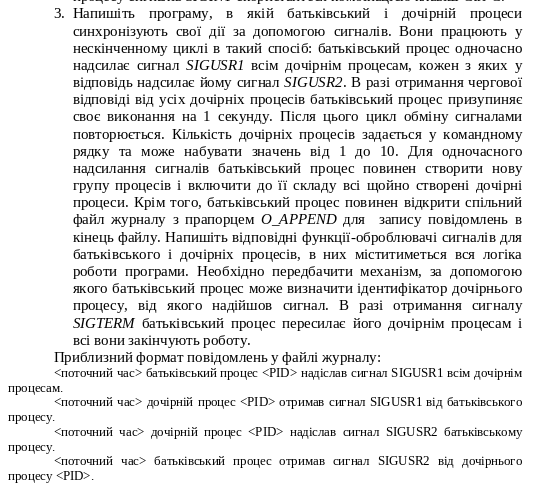 3. Напишіть програму, в якій батьківський і дочірній процеси
синхронізують свої дії за допомогою сигналів. Вони працюють у
нескінченному циклі в такий спосіб: батьківський процес одночасно
надсилає сигнал SIGUSR1 всім дочірнім процесам, кожен з яких у
відповідь надсилає йому сигнал SIGUSR2. В разі отримання чергової
відповіді від усіх дочірніх процесів батьківський процес призупиняє
своє виконання на 1 секунду. Після цього цикл обміну сигналами
повторюється. Кількість дочірніх процесів задається у командному
рядку та може набувати значень від 1 до 10. Для одночасного
надсилання сигналів батьківський процес повинен створити нову
групу процесів і включити до її складу всі щойно створені дочірні
процеси. Крім того, батьківський процес повинен відкрити спільний
файл журналу з прапорцем O_APPEND для запису повідомлень в
кінець файлу. Напишіть відповідні функції-оброблювачі сигналів для
батьківського і дочірніх процесів, в них міститиметься вся логіка
роботи програми. Необхідно передбачити механізм, за допомогою
якого батьківський процес може визначити ідентифікатор дочірнього
процесу, від якого надійшов сигнал. В разі отримання сигналу
SIGTERM батьківський процес пересилає його дочірнім процесам і
всі вони закінчують роботу.
Приблизний формат повідомлень у файлі журналу:
<поточний час> батьківський процес <PID> надіслав сигнал SIGUSR1 всім дочірнім
процесам.
<поточний час> дочірній процес <PID> отримав сигнал SIGUSR1 від батьківського
процесу.
<поточний час> дочірній процес <PID> надіслав сигнал SIGUSR2 батьківському
процесу.
<поточний час> батьківський процес отримав сигнал SIGUSR2 від дочірнього
процесу <PID>.